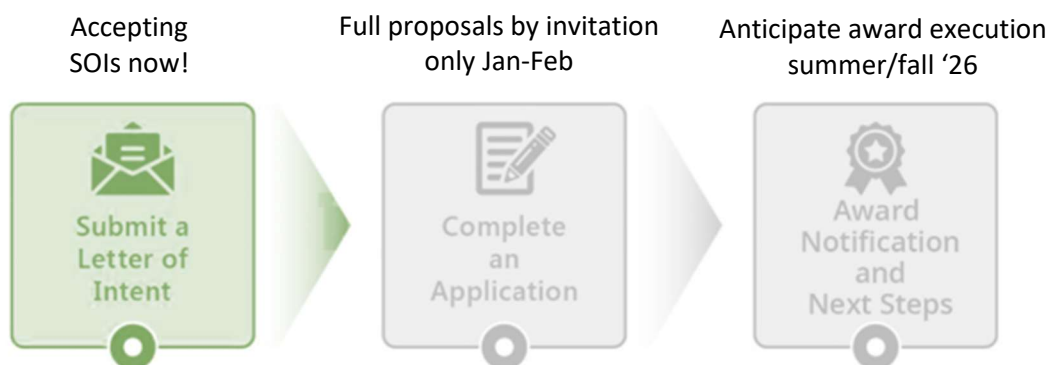 Accepting
SOIs now!
Full proposals by invitation
only Jan-Feb
Anticipate award execution
summer/fall ‘26
Submit a
Letter of
Intent
Complete
an
Application
Award
Notification
and
Next Steps